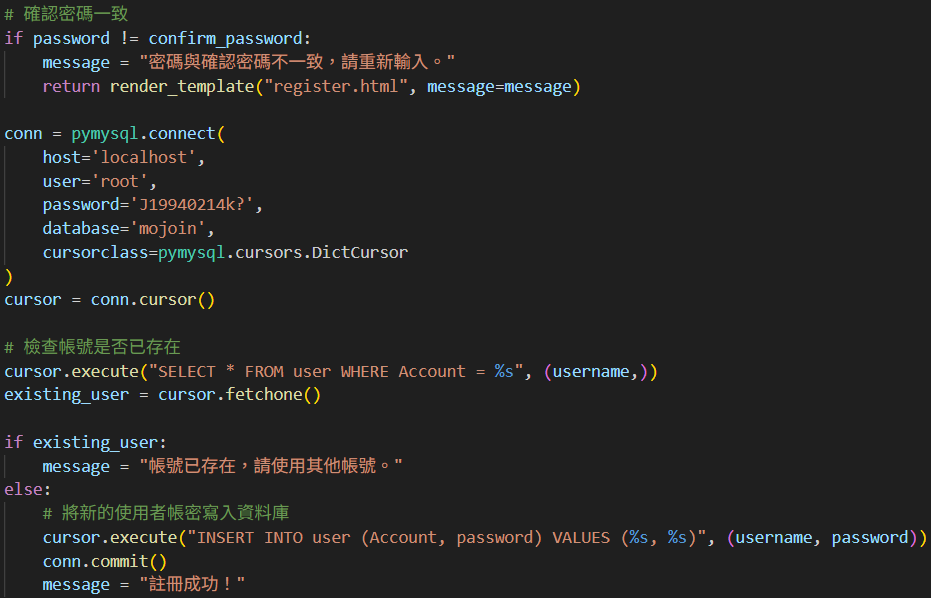 # 確認密碼一致
if password != confirm_password:
    message = "密碼與確認密碼不一致，請重新輸入。"
    return render_template("register.html", message=message)
conn = pymysql.connect(
    host='localhost',
    user='root',
    password='J19940214k?',
    database='mojoin',
    cursorclass=pymysql.cursors.DictCursor
)
cursor = conn.cursor()
# 檢查帳號是否已存在
cursor.execute("SELECT * FROM user WHERE Account = %s", (username,))
existing_user = cursor.fetchone()
if existing_user:
    message = "帳號已存在，請使用其他帳號。"
else:
    # 將新的使用者帳密寫入資料庫
    cursor.execute("INSERT INTO user (Account, password) VALUES (%s, %s)", (username, password))
    conn.commit()
    message = "註冊成功！"